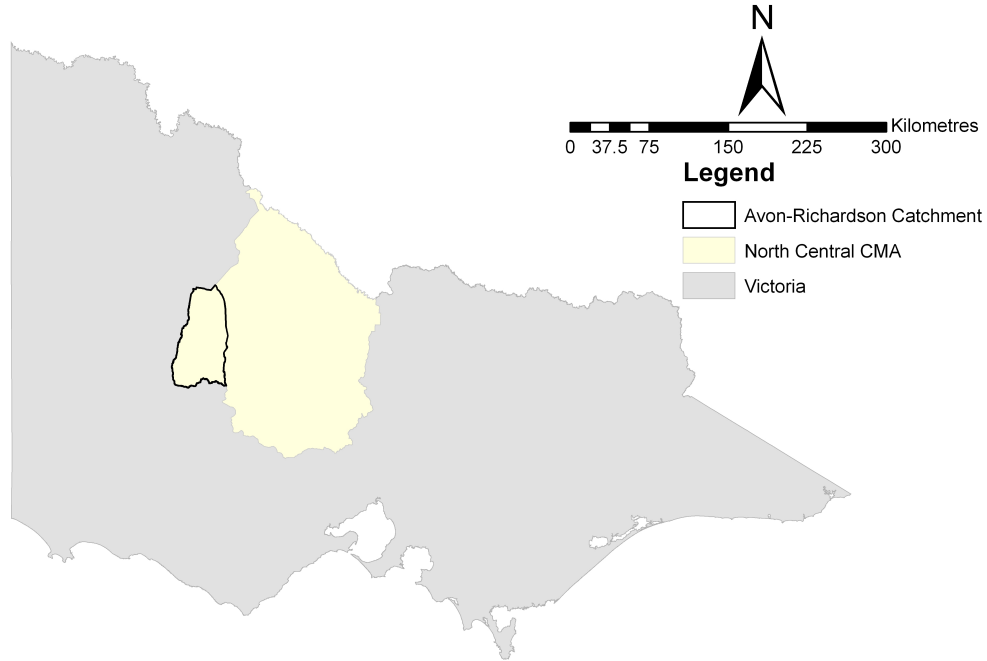 N
Kilometres
0 37.5 75 150 225 300
Legend
Avon-Richardson Catchment
North Central CMA
Victoria